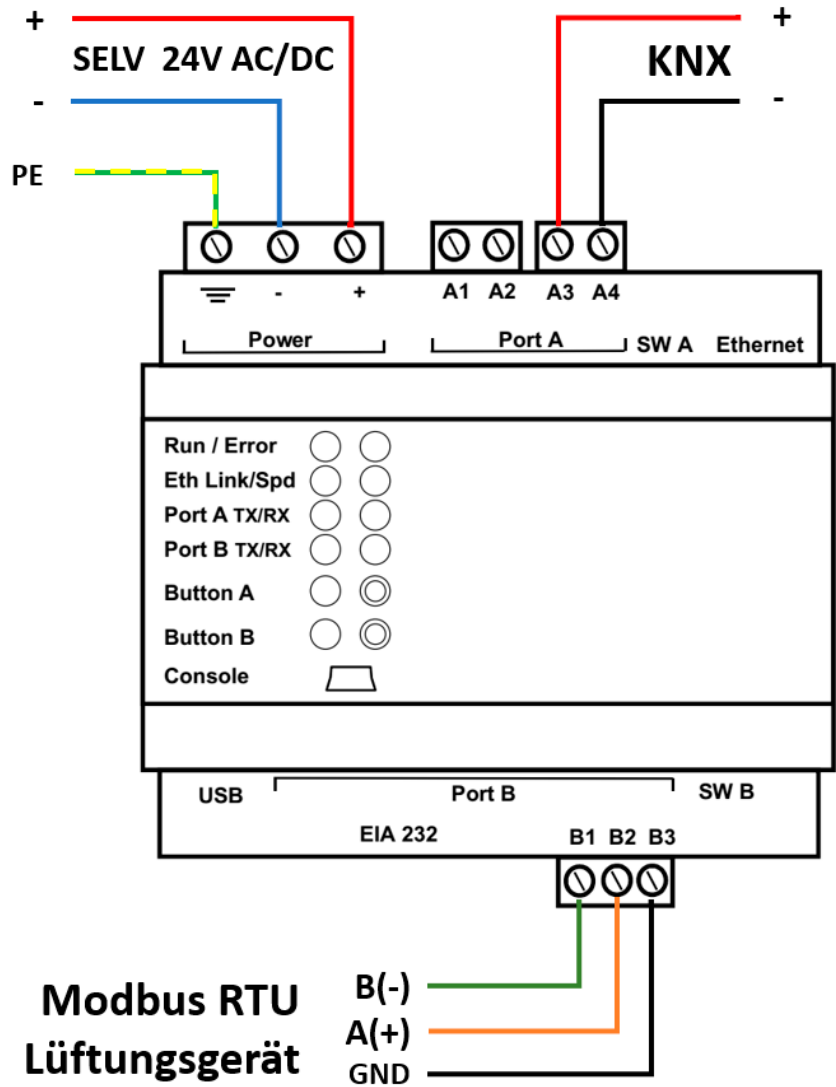 + +
SELV 24V AC/DC KNX
- -
PE
- + A1 A2 A3 A4
Power Port A SW A Ethernet
Run / Error
Eth Link/Spd
Port A TX/RX
Port B TX/RX
Button A
Button B
Console
USB Port B SW B
EIA 232 B1 B2 B3
Modbus RTU
Lüftungsgerät
B(-)
A(+)
GND